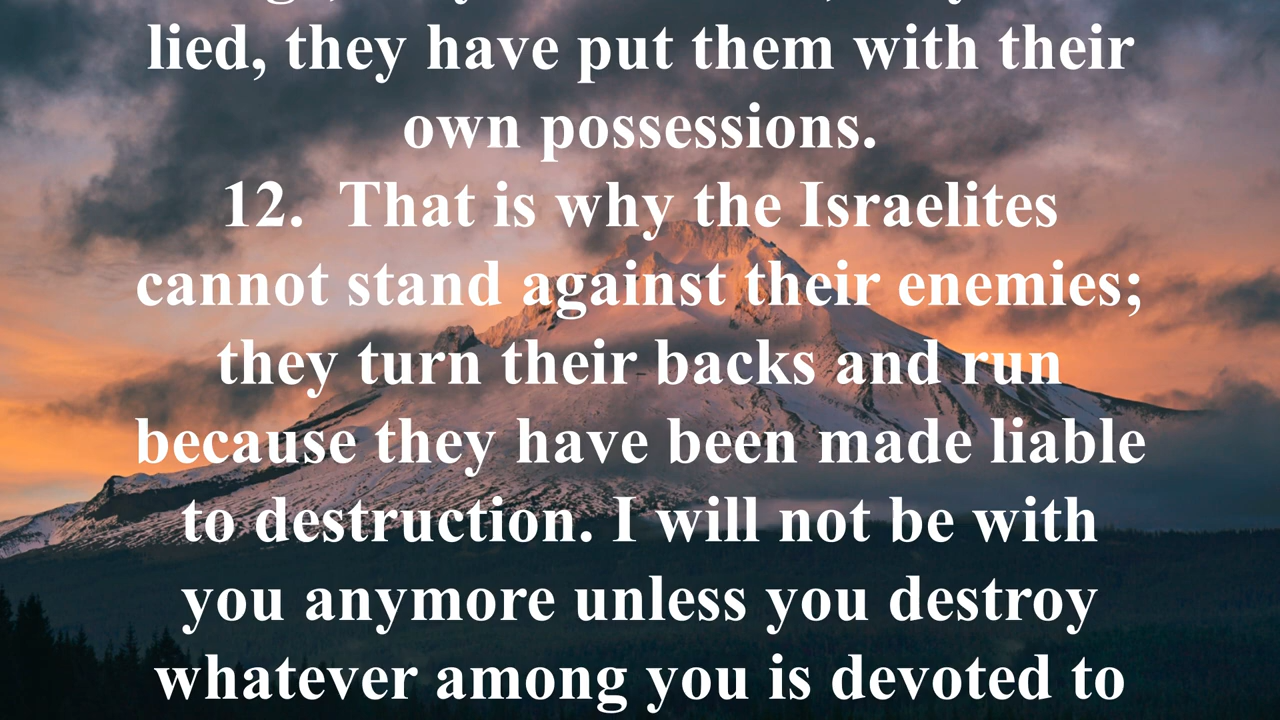 lied, they have put them with their
own possessions.
12. That is why the Israelites
cannot stand against their enemies;
they turn their backs and run
because they have been made liable
to destruction. I will not be with
you anymore unless you destroy
whatever among you is devoted to